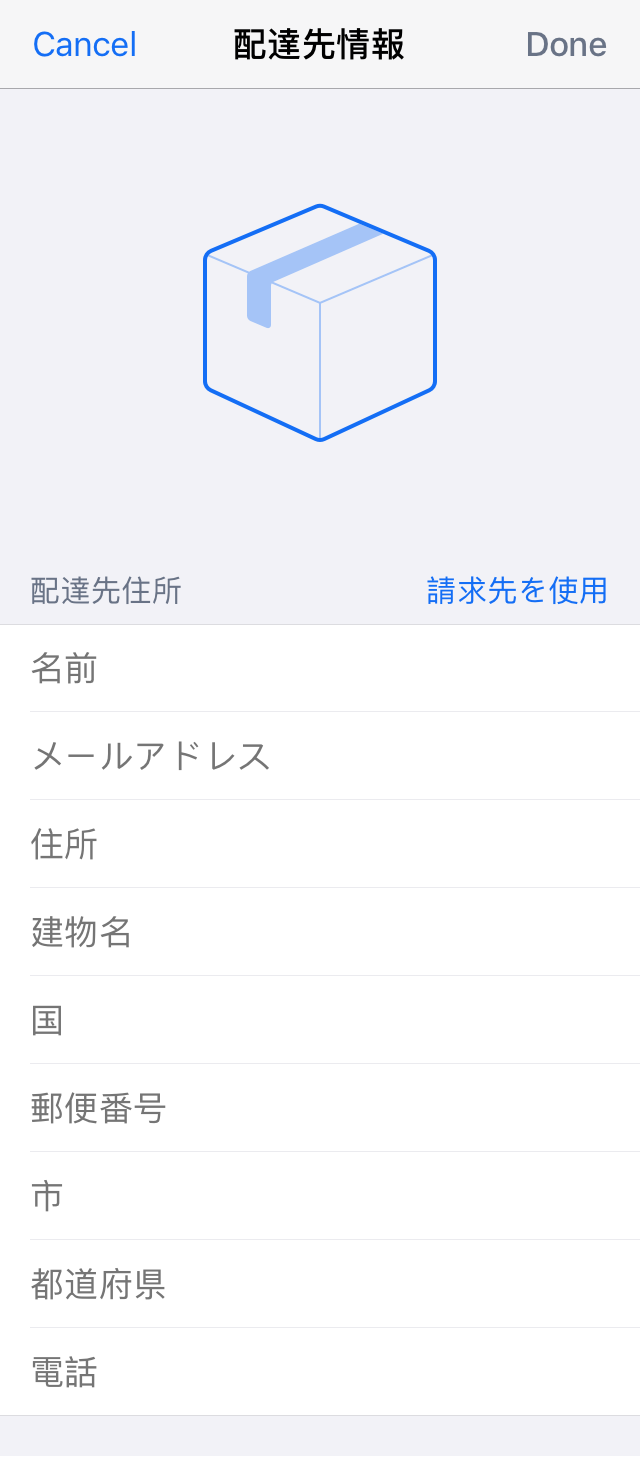 Cancel 配達先情報 Done
配達先住所 請求先を使用
名前
メールアドレス
住所
建物名
国
郵便番号
市
都道府県
電話